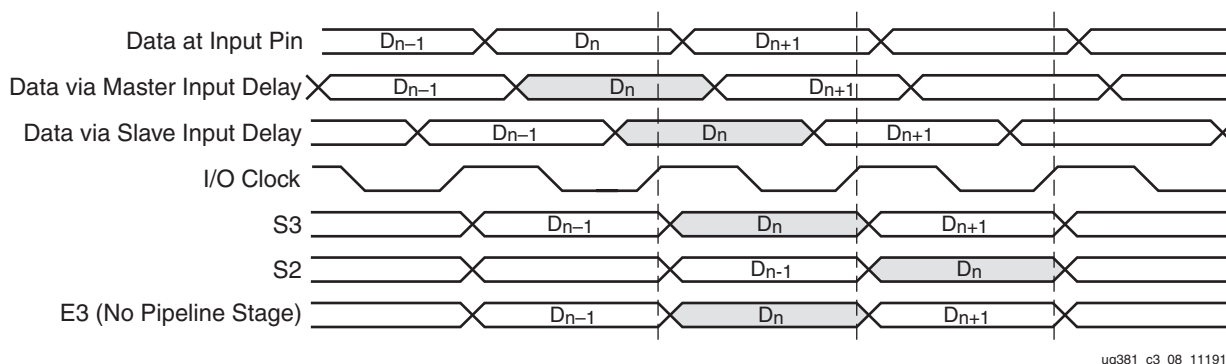 Data at Input Pin Dn–1 Dn Dn+1
Data via Master Input Delay Dn–1 Dn Dn+1
Data via Slave Input Delay Dn–1 Dn Dn+1
I/O Clock
S3 Dn–1 Dn Dn+1
S2 Dn-1 Dn
E3 (No Pipeline Stage) Dn–1 Dn Dn+1
ug381_c3_08_11191